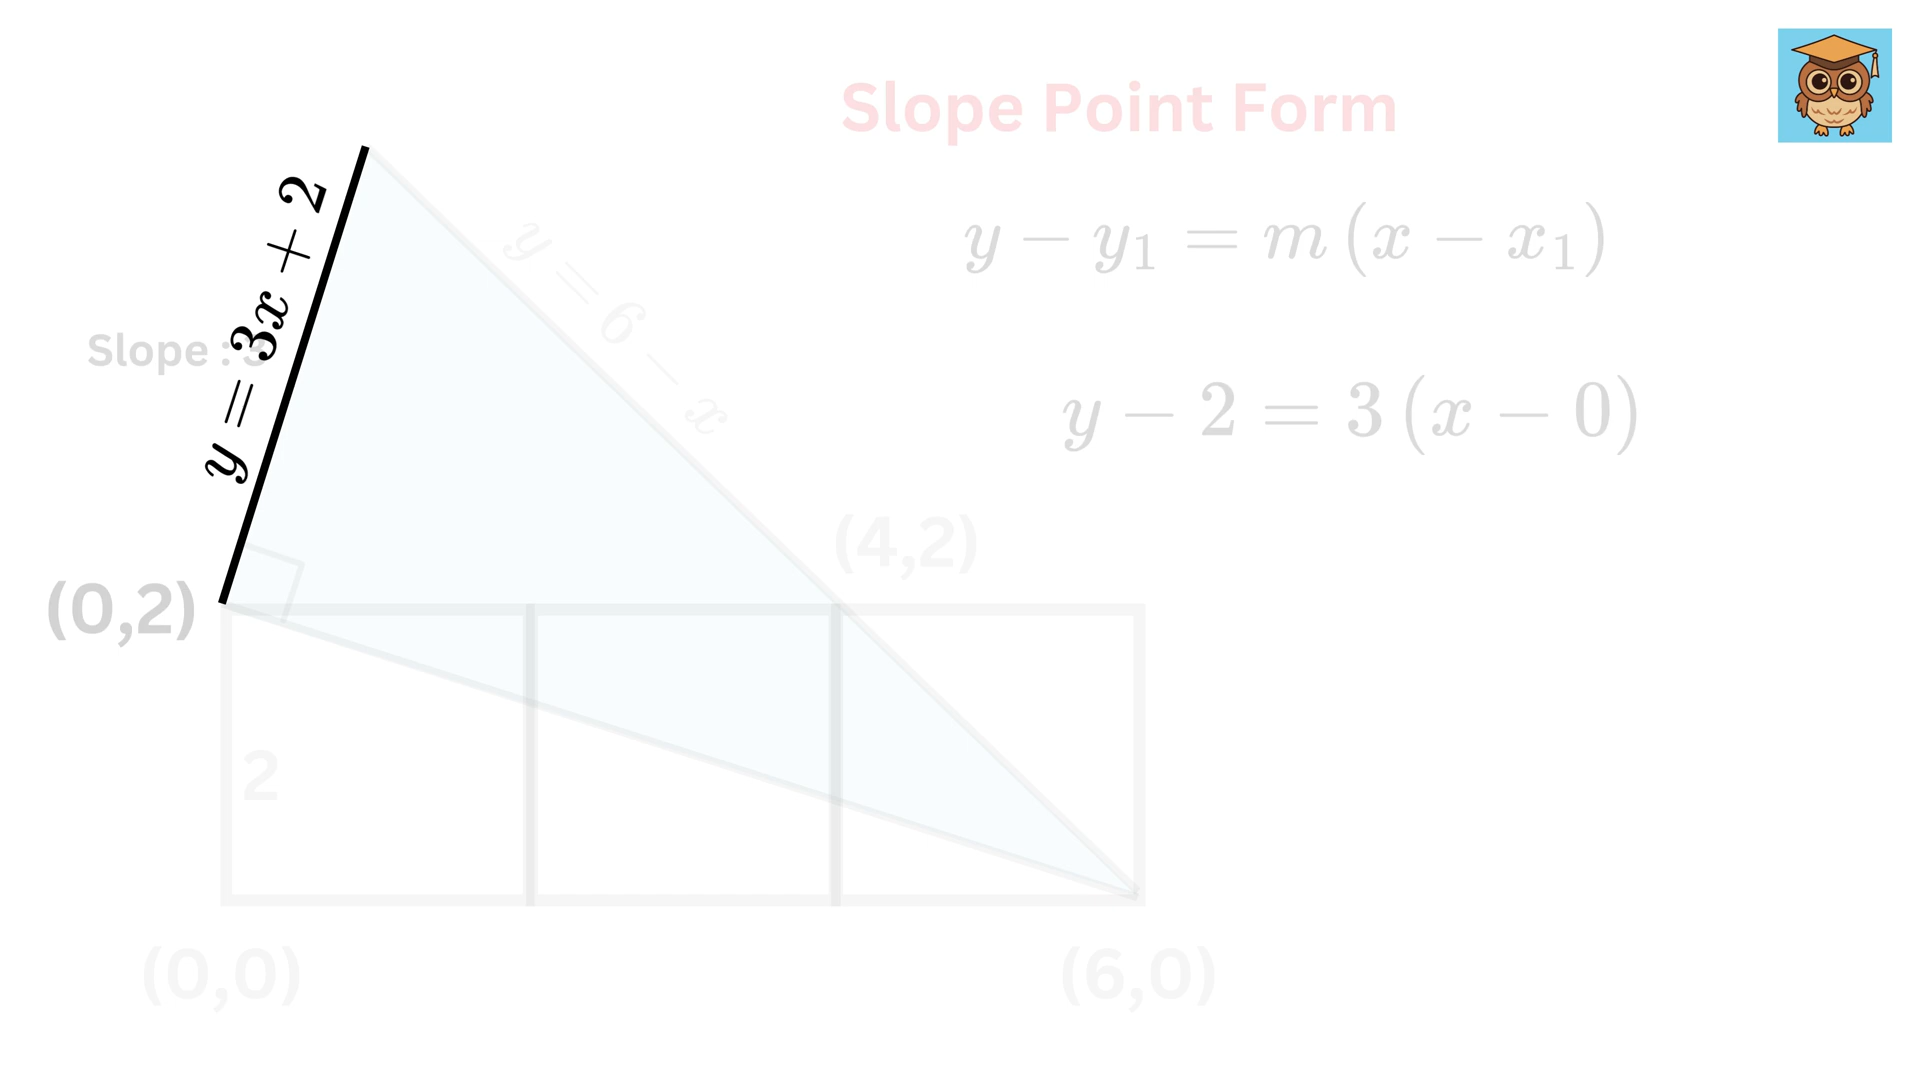 Slope Point Form
y − y₁ = m (x − x₁)
y = 3x + 2
y = 6 − x
Slope : 3
y − 2 = 3 (x − 0)
(4,2)
(0,2)
2
(0,0)
(6,0)